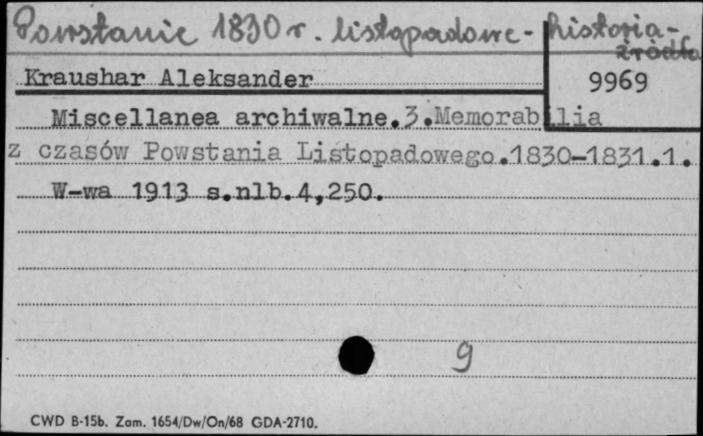 Powstanie 1830 r. listopadowe - historia -
źródła
Kraushar Aleksander
9969
Miscellanea archiwalne.3.Memorabilia
z czasów Powstania Listopadowego.1830-1831.1.
W-wa 1913 s.nlb.4,250.
9
CWD B-15b. Zam. 1654/Dw/On/68 GDA-2710.